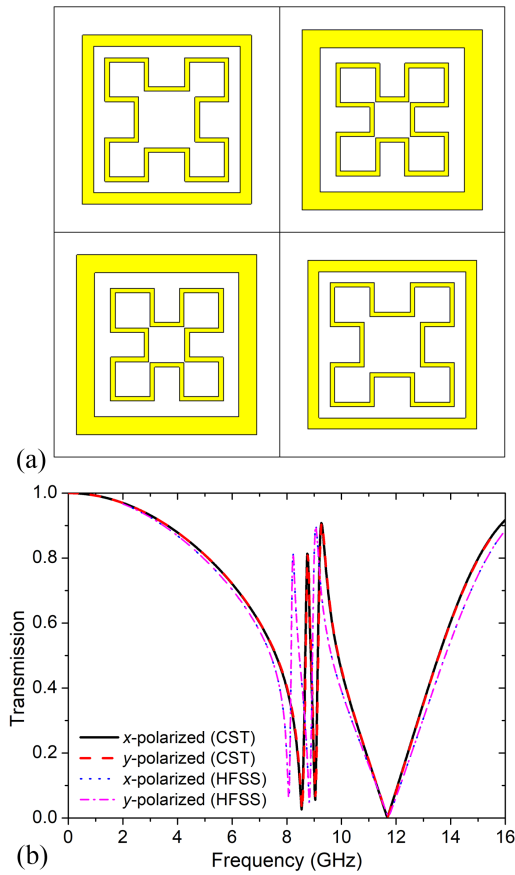 (a)
1.0
0.8
0.6
0.4
0.2
0.0
Transmission
x-polarized (CST)
y-polarized (CST)
x-polarized (HFSS)
y-polarized (HFSS)
0 2 4 6 8 10 12 14 16
(b)
Frequency (GHz)